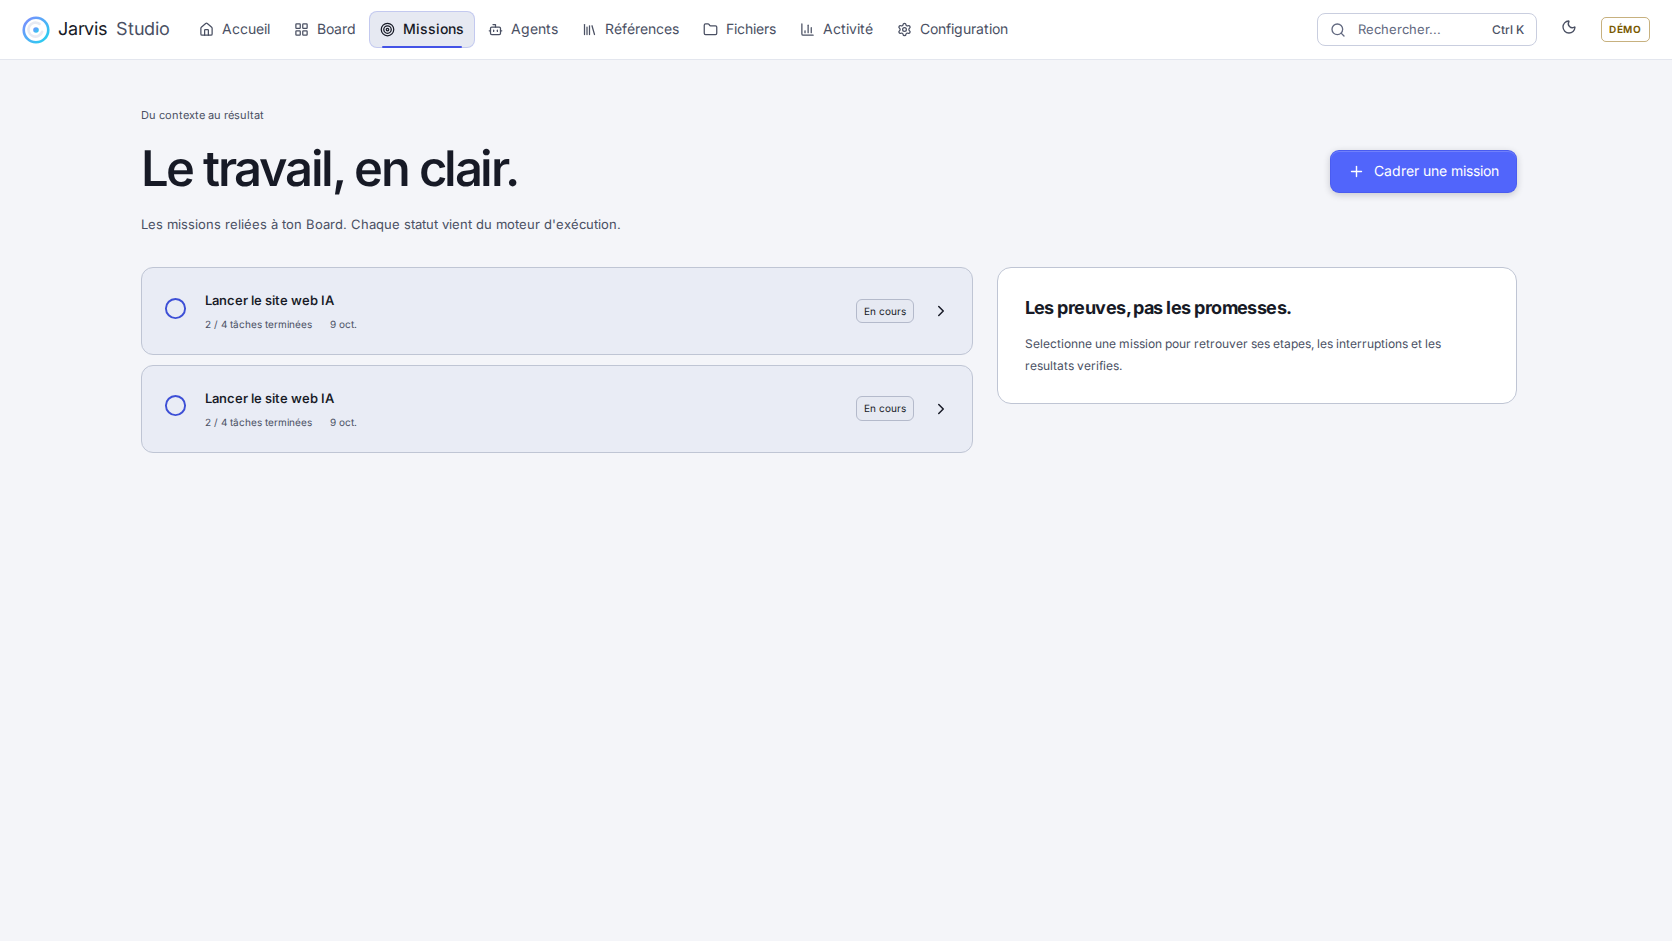 Jarvis Studio Accueil Board Missions Agents Références Fichiers Activité Configuration Rechercher... Ctrl K DÉMO
Du contexte au résultat
Le travail, en clair.
Cadrer une mission
Les missions reliées à ton Board. Chaque statut vient du moteur d'exécution.
Lancer le site web IA
2 / 4 tâches terminées 9 oct.
En cours
Lancer le site web IA
2 / 4 tâches terminées 9 oct.
En cours
Les preuves, pas les promesses.
Selectionne une mission pour retrouver ses etapes, les interruptions et les
resultats verifies.